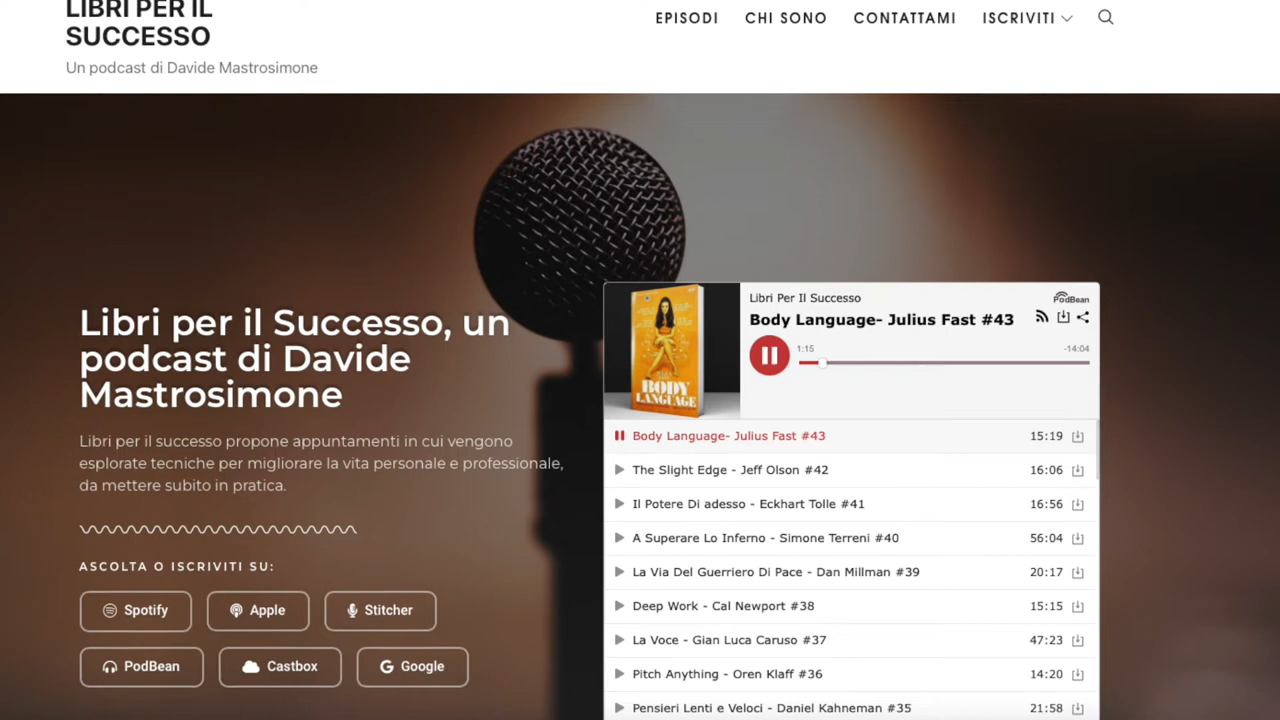 LIBRI PER IL
SUCCESSO
Un podcast di Davide Mastrosimone
EPISODI CHI SONO CONTATTAMI ISCRIVITI
Libri per il Successo, un
podcast di Davide
Mastrosimone
Libri per il successo propone appuntamenti in cui vengono
esplorate tecniche per migliorare la vita personale e professionale,
da mettere subito in pratica.
ASCOLTA O ISCRIVITI SU:
Spotify Apple Stitcher
PodBean Castbox Google
BODY
LANGUAGE
Libri Per Il Successo
PodBean
Body Language- Julius Fast #43
1:15 -14:04
Body Language- Julius Fast #43 15:19
The Slight Edge - Jeff Olson #42 16:06
Il Potere Di adesso - Eckhart Tolle #41 16:56
A Superare Lo Inferno - Simone Terreni #40 56:04
La Via Del Guerriero Di Pace - Dan Millman #39 20:17
Deep Work - Cal Newport #38 15:15
La Voce - Gian Luca Caruso #37 47:23
Pitch Anything - Oren Klaff #36 14:20
Pensieri Lenti e Veloci - Daniel Kahneman #35 21:58